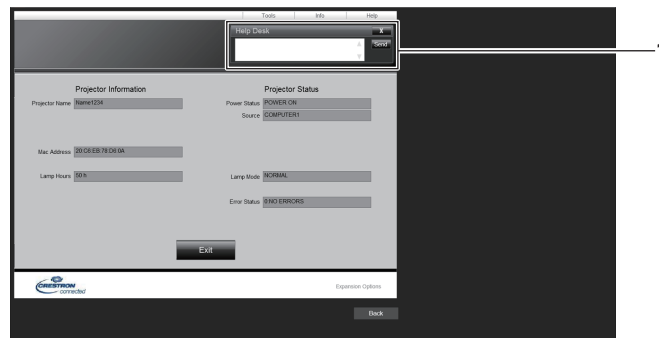 Tools Info Help
Help Desk X
Send
Projector Information Projector Status
Projector Name Name1234 Power Status POWER ON
Source COMPUTER1
Mac Address 20:C6:EB:78:D6:0A
Lamp Hours 50 h Lamp Mode NORMAL
Error Status 0:NO ERRORS
Exit
CRESTRON
connected Expansion Options
Back